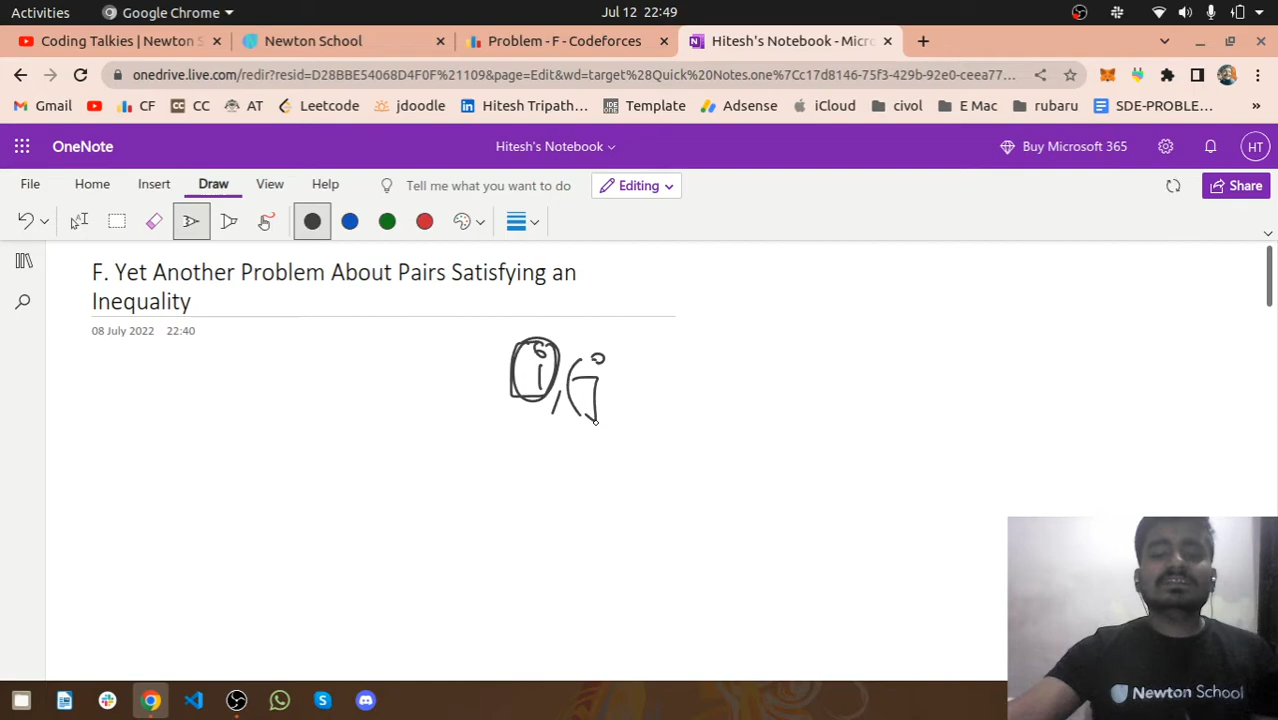 Activities Google Chrome Jul 12 22:49
Coding Talkies | Newton S Newton School Problem - F - Codeforces Hitesh's Notebook - Micro
onedrive.live.com/redir?resid=D28BBE54068D4F0F%21109&page=Edit&wd=target%28Quick%20Notes.one%7Cc17d8146-75f3-429b-92e0-ceea77...
Gmail CF CC AT Leetcode jdoodle Hitesh Tripath... Template Adsense iCloud civol E Mac rubaru SDE-PROBLE...
OneNote Hitesh's Notebook Buy Microsoft 365 HT
File Home Insert Draw View Help Tell me what you want to do Editing Share
F. Yet Another Problem About Pairs Satisfying an
Inequality
08 July 2022 22:40
i, j
Newton School